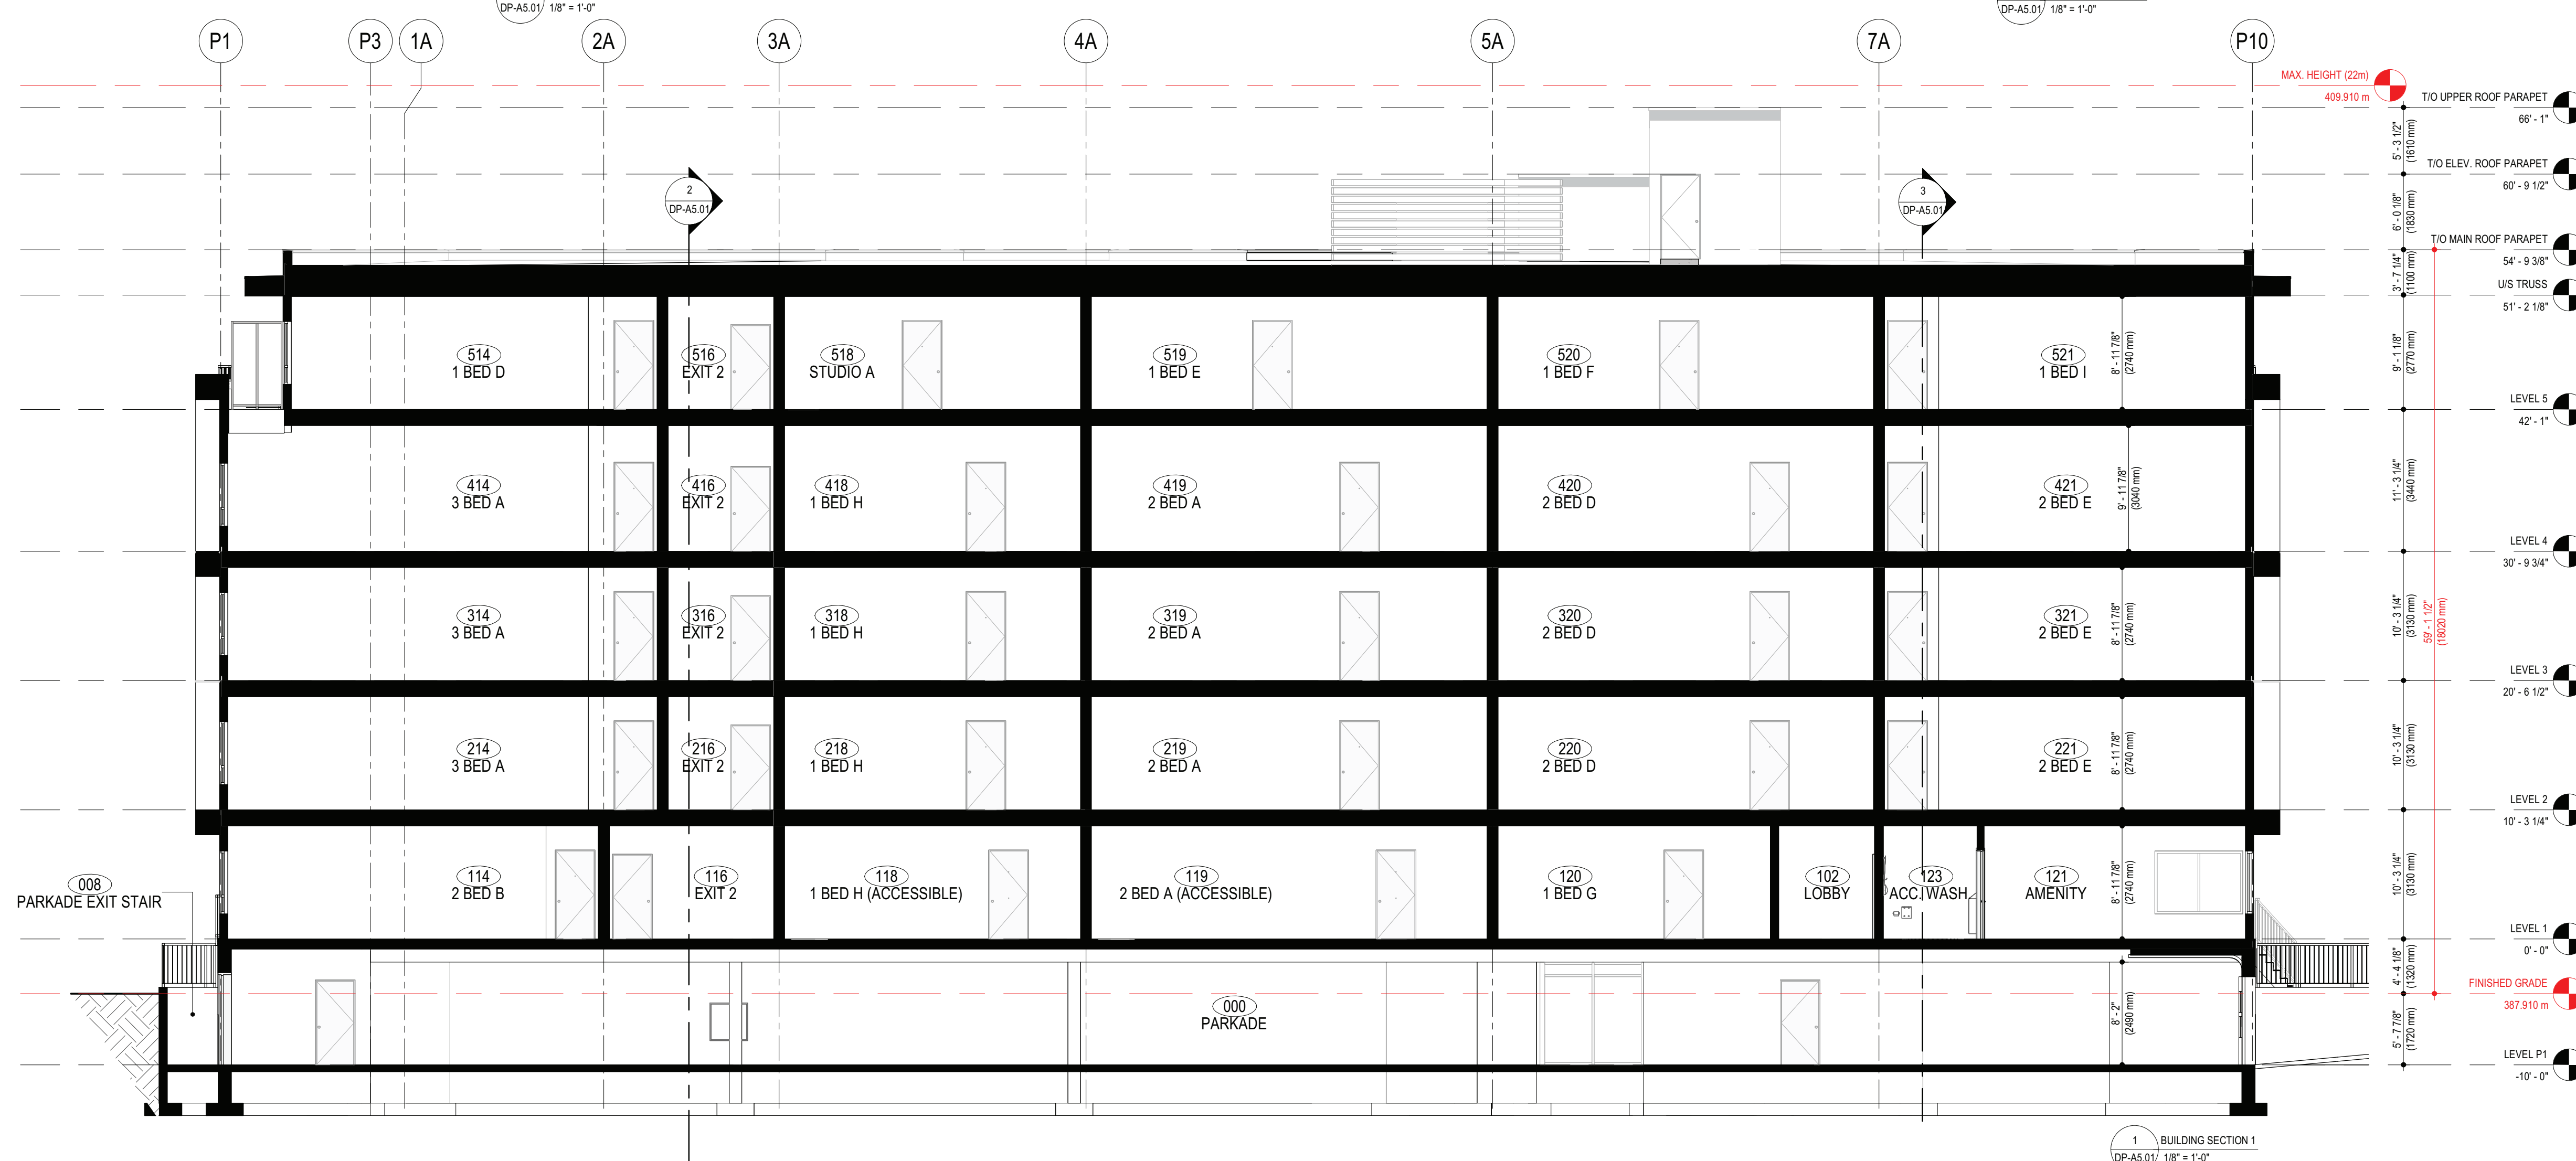 DP-A5.01 1/8" = 1'-0"
DP-A5.01 1/8" = 1'-0"
P1
P3
1A
2A
3A
4A
5A
7A
P10
MAX. HEIGHT (22m)
409.910 m
T/O UPPER ROOF PARAPET
66' - 1"
5' - 3 1/2"
(1610 mm)
T/O ELEV. ROOF PARAPET
60' - 9 1/2"
6' - 0 1/8"
(1830 mm)
T/O MAIN ROOF PARAPET
54' - 9 3/8"
3' - 7 1/4"
(1100 mm)
U/S TRUSS
51' - 2 1/8"
2
DP-A5.01
3
DP-A5.01
514
1 BED D
516
EXIT 2
518
STUDIO A
519
1 BED E
520
1 BED F
521
1 BED I
8' - 11 7/8"
(2740 mm)
9' - 1 1/8"
(2770 mm)
LEVEL 5
42' - 1"
414
3 BED A
416
EXIT 2
418
1 BED H
419
2 BED A
420
2 BED D
421
2 BED E
9' - 11 7/8"
(3040 mm)
11' - 3 1/4"
(3440 mm)
LEVEL 4
30' - 9 3/4"
314
3 BED A
316
EXIT 2
318
1 BED H
319
2 BED A
320
2 BED D
321
2 BED E
8' - 11 7/8"
(2740 mm)
10' - 3 1/4"
(3130 mm)
59' - 1 1/2"
(18020 mm)
LEVEL 3
20' - 6 1/2"
214
3 BED A
216
EXIT 2
218
1 BED H
219
2 BED A
220
2 BED D
221
2 BED E
8' - 11 7/8"
(2740 mm)
10' - 3 1/4"
(3130 mm)
LEVEL 2
10' - 3 1/4"
008
PARKADE EXIT STAIR
114
2 BED B
116
EXIT 2
118
1 BED H (ACCESSIBLE)
119
2 BED A (ACCESSIBLE)
120
1 BED G
102
LOBBY
123
ACC. WASH.
121
AMENITY
8' - 11 7/8"
(2740 mm)
10' - 3 1/4"
(3130 mm)
LEVEL 1
0' - 0"
4' - 4 1/8"
(1320 mm)
FINISHED GRADE
387.910 m
000
PARKADE
8' - 2"
(2490 mm)
5' - 7 7/8"
(1720 mm)
LEVEL P1
-10' - 0"
1
BUILDING SECTION 1
DP-A5.01 1/8" = 1'-0"